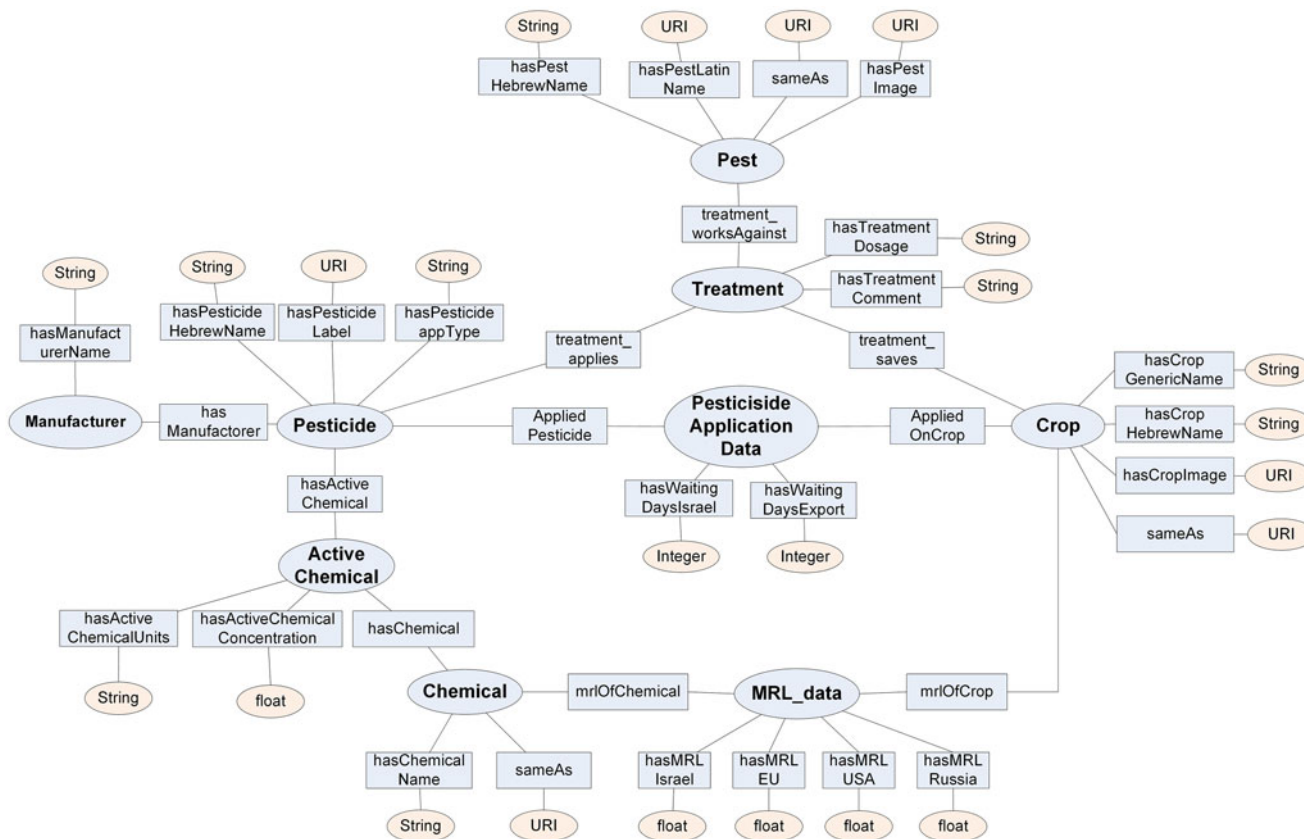 String
URI
URI
URI
hasPest
HebrewName
hasPestLatin
Name
sameAs
hasPest
Image
Pest
treatment_
worksAgainst
hasTreatment
Dosage
String
Treatment
hasTreatment
Comment
String
String
String
URI
String
hasManufact
urerName
hasPesticide
HebrewName
hasPesticide
Label
hasPesticide
appType
treatment_
applies
treatment_
saves
hasCrop
GenericName
String
Manufacturer
has
Manufactorer
Pesticide
Applied
Pesticide
Pesticiside
Application
Data
Applied
OnCrop
Crop
hasCrop
HebrewName
String
hasCropImage
URI
sameAs
URI
hasActive
Chemical
hasWaiting
DaysIsrael
hasWaiting
DaysExport
Integer
Integer
Active
Chemical
hasActive
ChemicalUnits
hasActiveChemical
Concentration
hasChemical
String
float
Chemical
mrlOfChemical
MRL_data
mrlOfCrop
hasChemical
Name
sameAs
hasMRL
Israel
hasMRL
EU
hasMRL
USA
hasMRL
Russia
String
URI
float
float
float
float